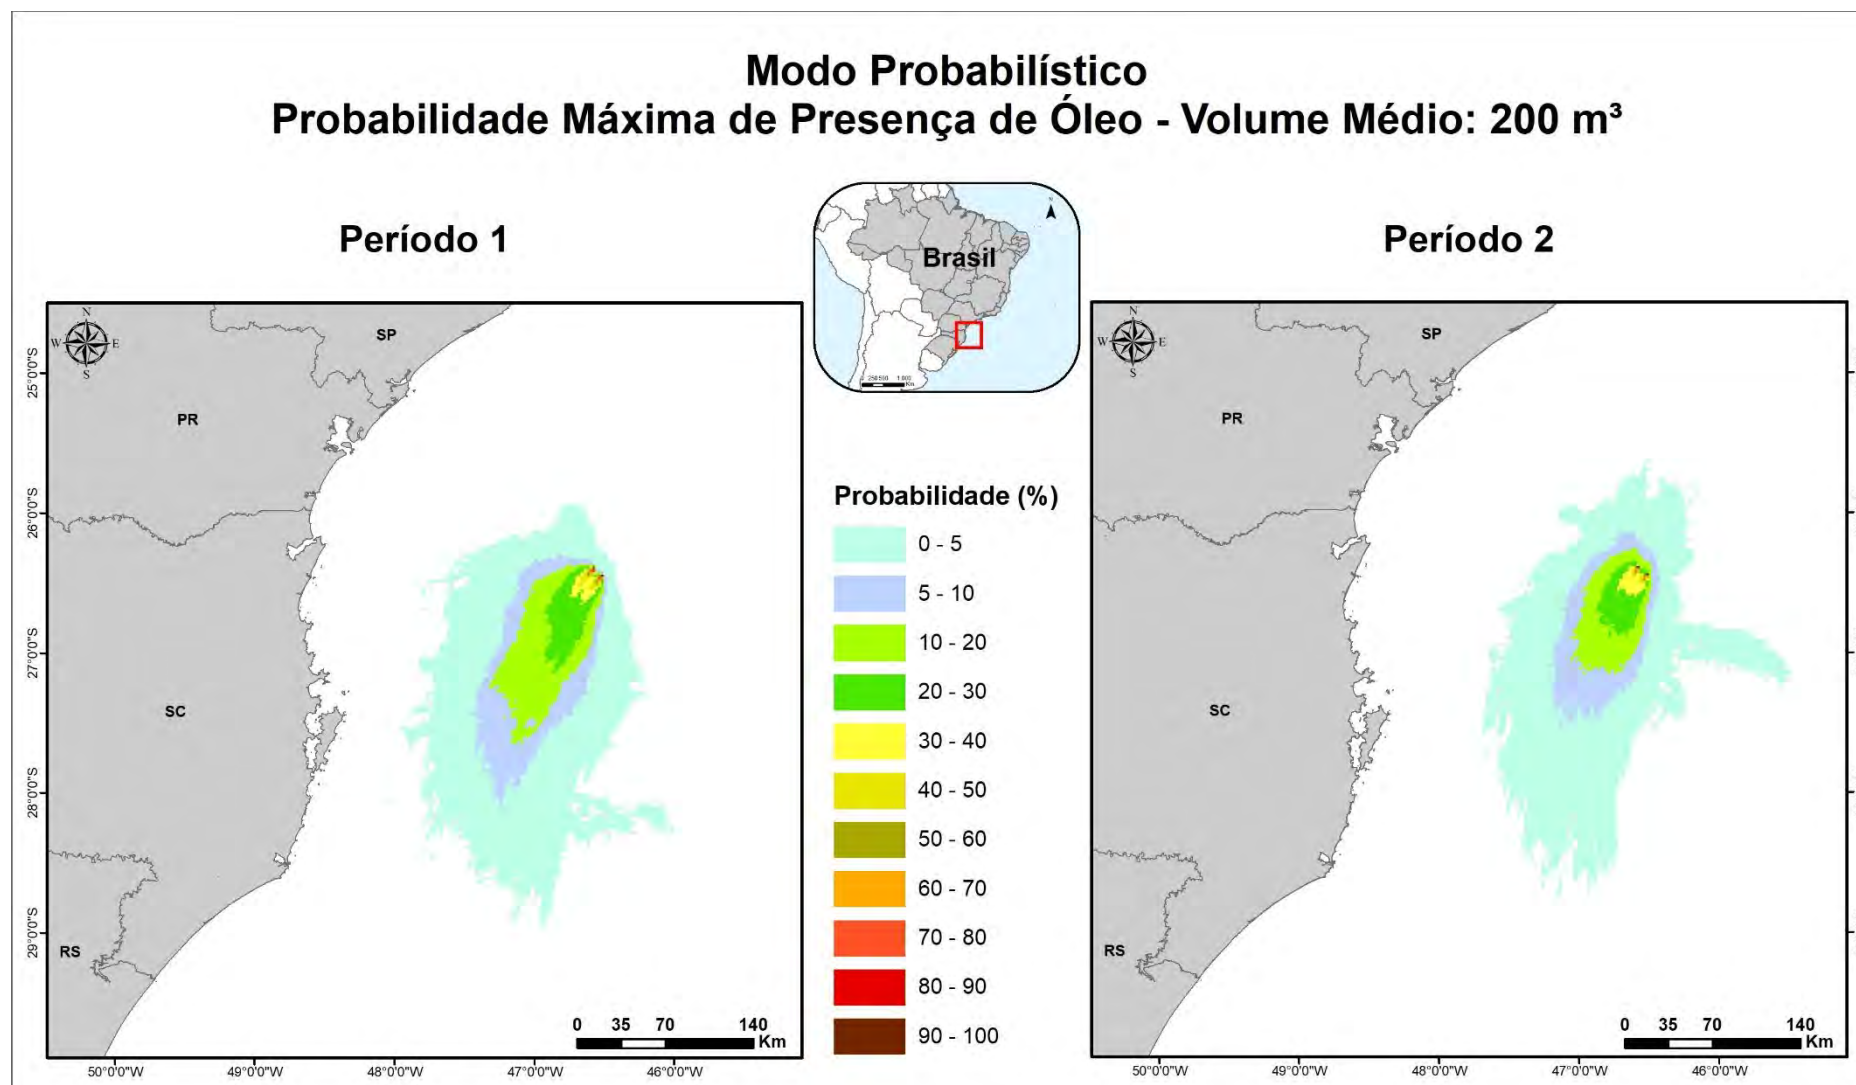 Modo Probabilístico
Probabilidade Máxima de Presença de Óleo - Volume Médio: 200 m³
Período 1
Brasil
Período 2
N
W
E
S
SP
PR
SC
RS
25°0'0"S
26°0'0"S
27°0'0"S
28°0'0"S
29°0'0"S
50°0'0"W
49°0'0"W
48°0'0"W
47°0'0"W
46°0'0"W
0 35 70 140
Km
Probabilidade (%)
0 - 5
5 - 10
10 - 20
20 - 30
30 - 40
40 - 50
50 - 60
60 - 70
70 - 80
80 - 90
90 - 100
N
W
E
S
SP
PR
SC
RS
50°0'0"W
49°0'0"W
48°0'0"W
47°0'0"W
46°0'0"W
0 35 70 140
Km